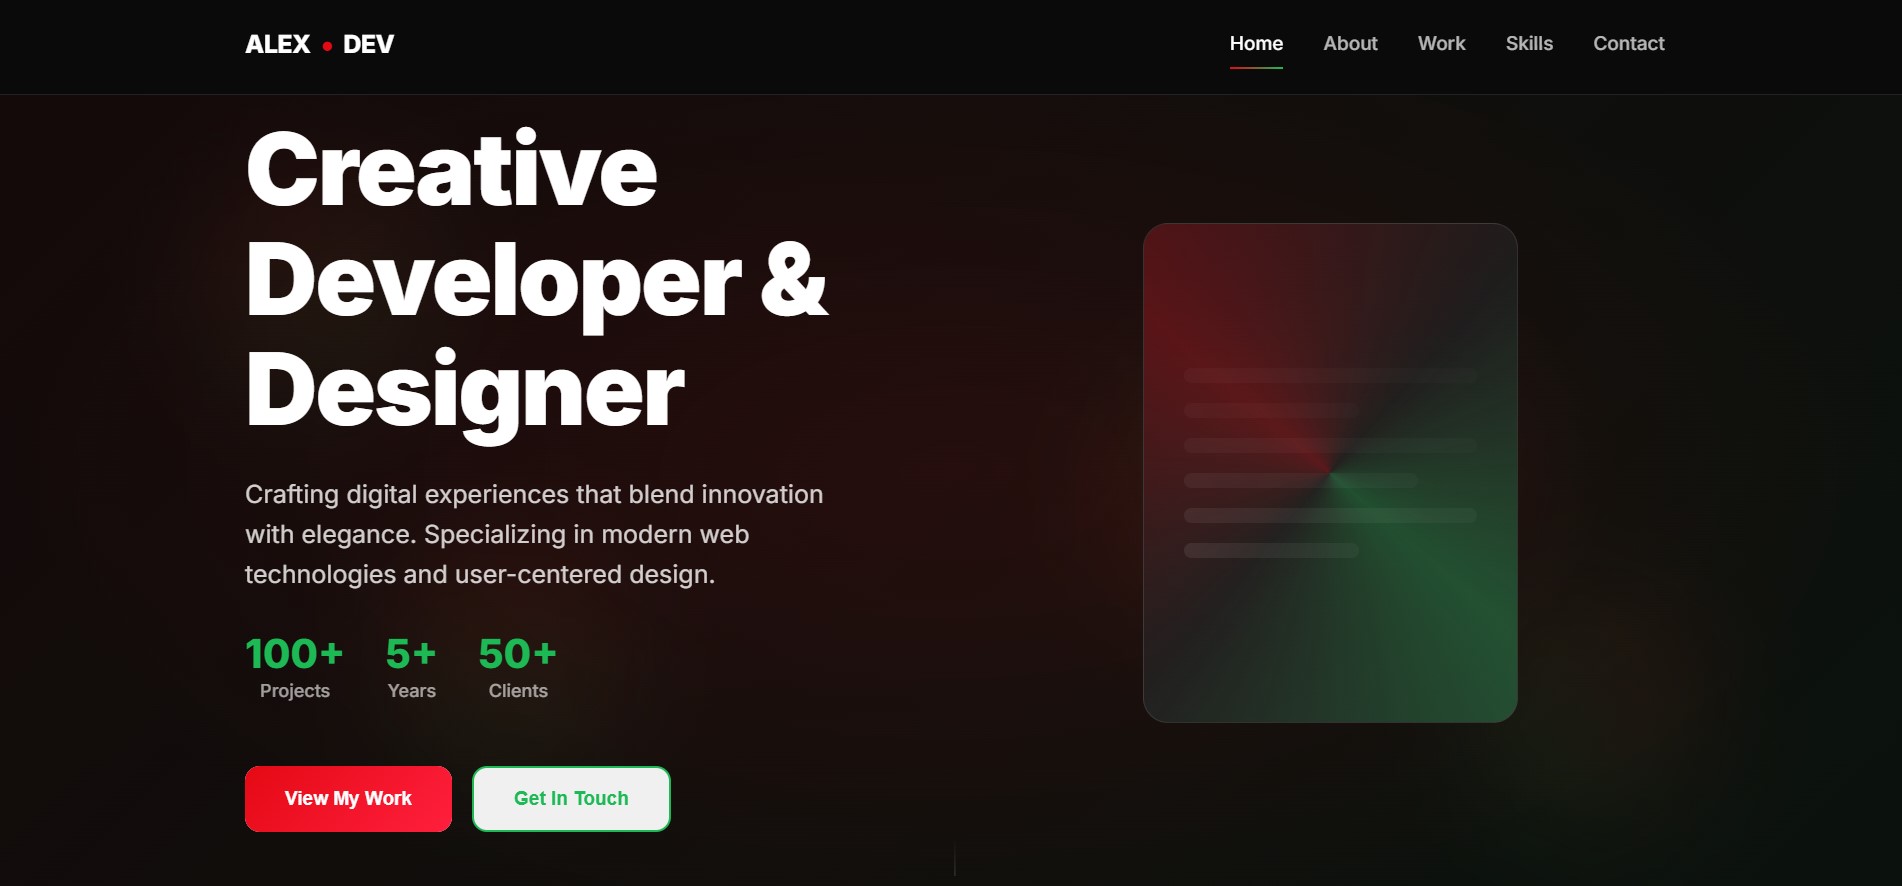 ALEX • DEV
Home About Work Skills Contact
Creative
Developer &
Designer
Crafting digital experiences that blend innovation
with elegance. Specializing in modern web
technologies and user-centered design.
100+ 5+ 50+
Projects Years Clients
View My Work Get In Touch